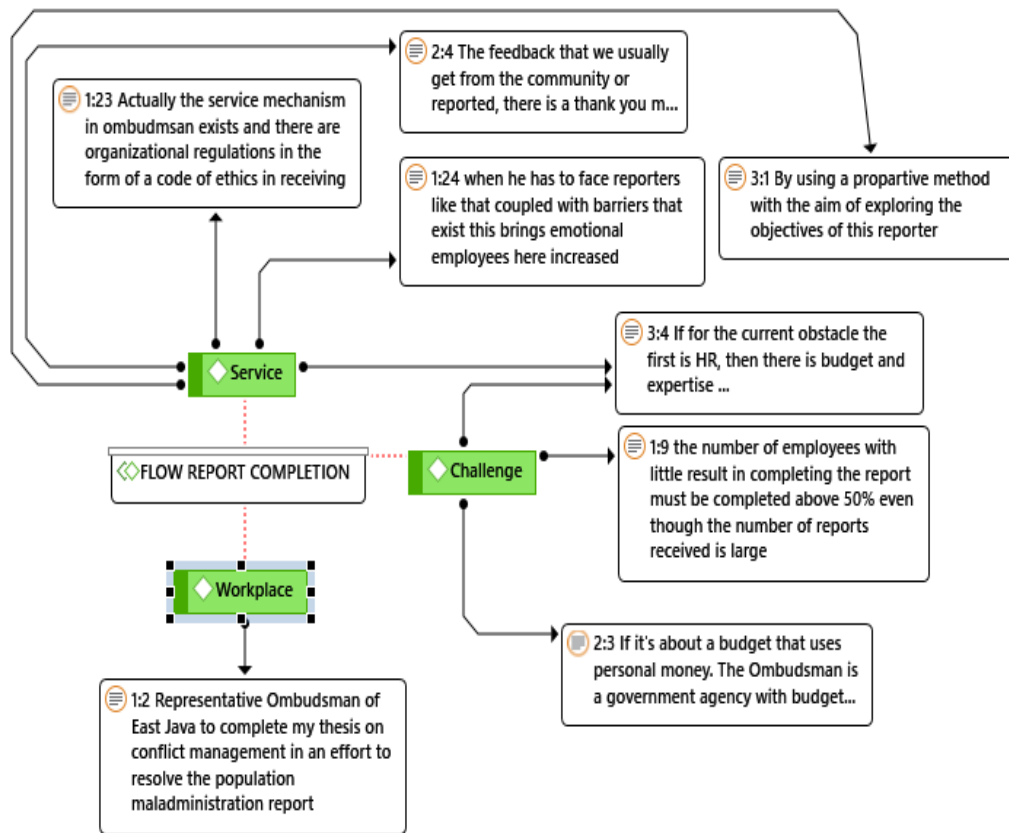 2:4 The feedback that we usually
get from the community or
reported, there is a thank you m...
1:23 Actually the service mechanism
in ombudmsan exists and there are
organizational regulations in the
form of a code of ethics in receiving
1:24 when he has to face reporters
like that coupled with barriers that
exist this brings emotional
employees here increased
3:1 By using a propartive method
with the aim of exploring the
objectives of this reporter
3:4 If for the current obstacle the
first is HR, then there is budget and
expertise ...
Service
FLOW REPORT COMPLETION
Challenge
1:9 the number of employees with
little result in completing the report
must be completed above 50% even
though the number of reports
received is large
Workplace
2:3 If it's about a budget that uses
personal money. The Ombudsman is
a government agency with budget...
1:2 Representative Ombudsman of
East Java to complete my thesis on
conflict management in an effort to
resolve the population
maladministration report